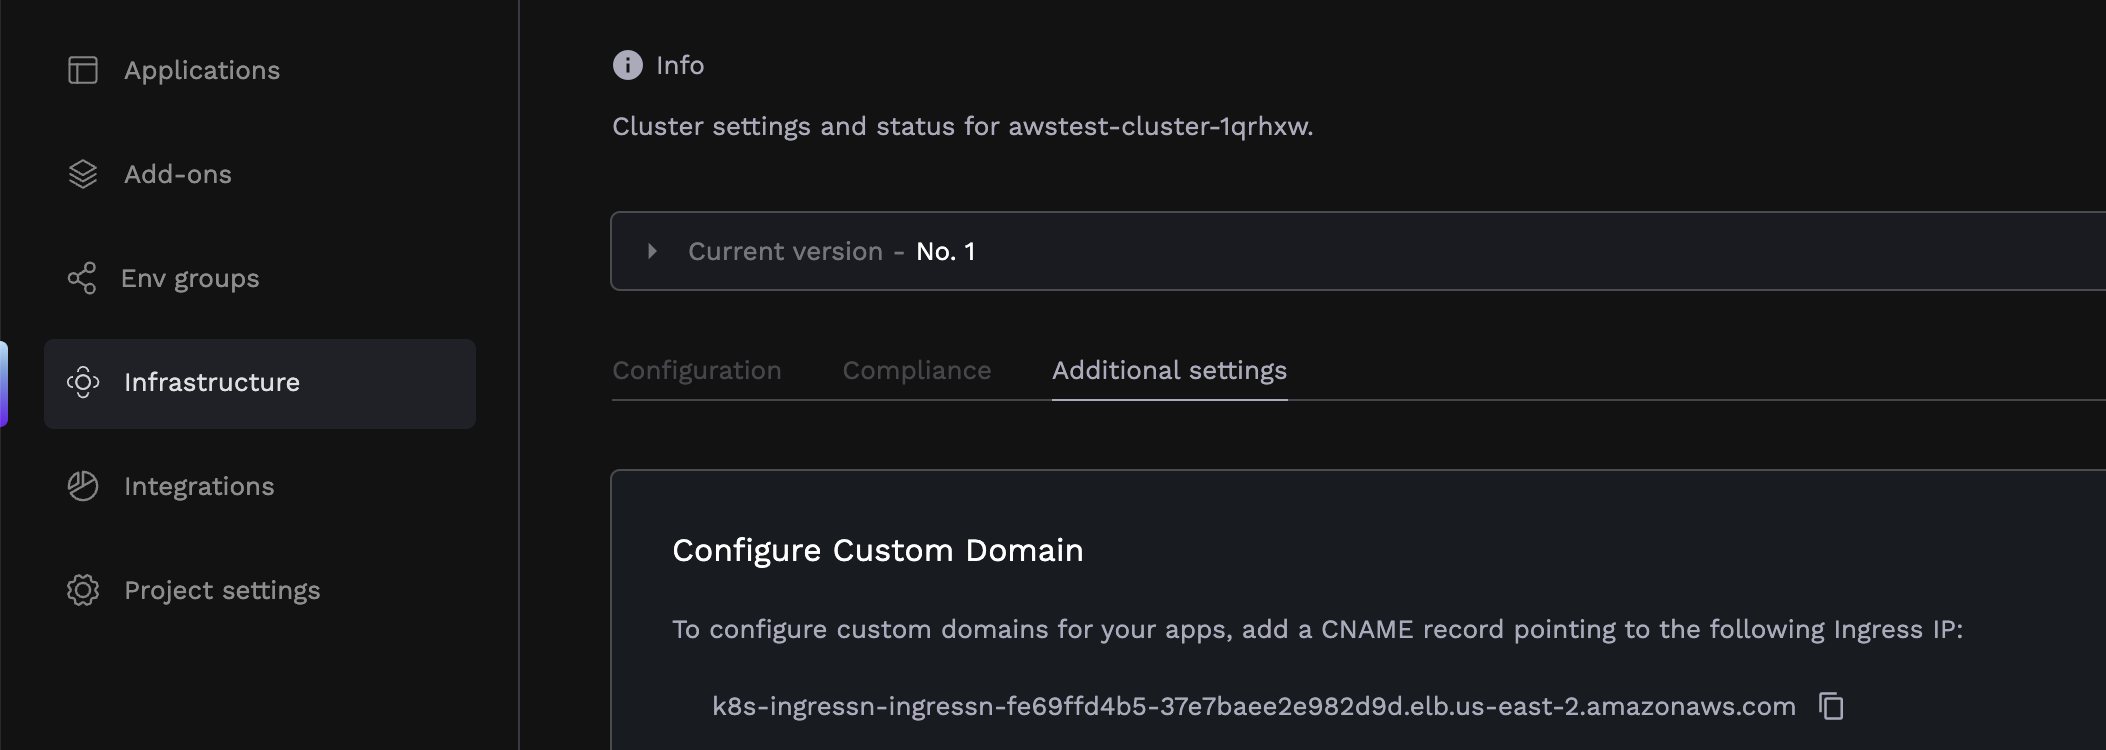 Applications
Add-ons
Env groups
Infrastructure
Integrations
Project settings
Info
Cluster settings and status for awstest-cluster-1qrhxw.
Current version - No. 1
Configuration Compliance Additional settings
Configure Custom Domain
To configure custom domains for your apps, add a CNAME record pointing to the following Ingress IP:
k8s-ingressn-ingressn-fe69ffd4b5-37e7baee2e982d9d.elb.us-east-2.amazonaws.com